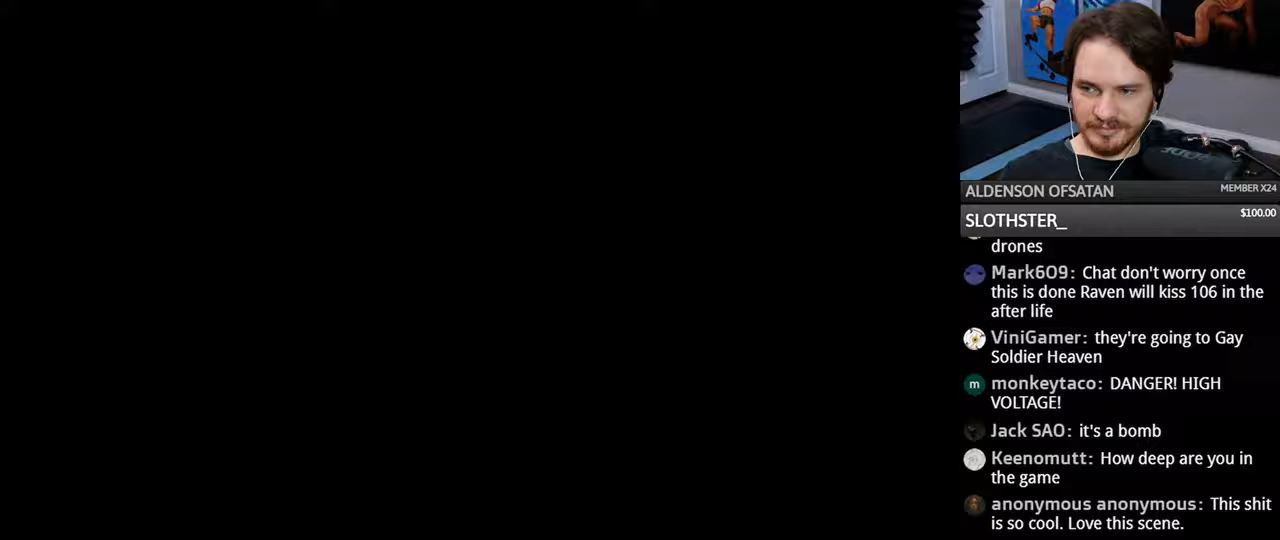 ALDENSON OFSATAN MEMBER X24
SLOTHSTER_ $100.00
drones
Mark6O9: Chat don't worry once
this is done Raven will kiss 106 in the
after life
ViniGamer: they're going to Gay
Soldier Heaven
m monkeytaco: DANGER! HIGH
VOLTAGE!
Jack SAO: it's a bomb
Keenomutt: How deep are you in
the game
anonymous anonymous: This shit
is so cool. Love this scene.